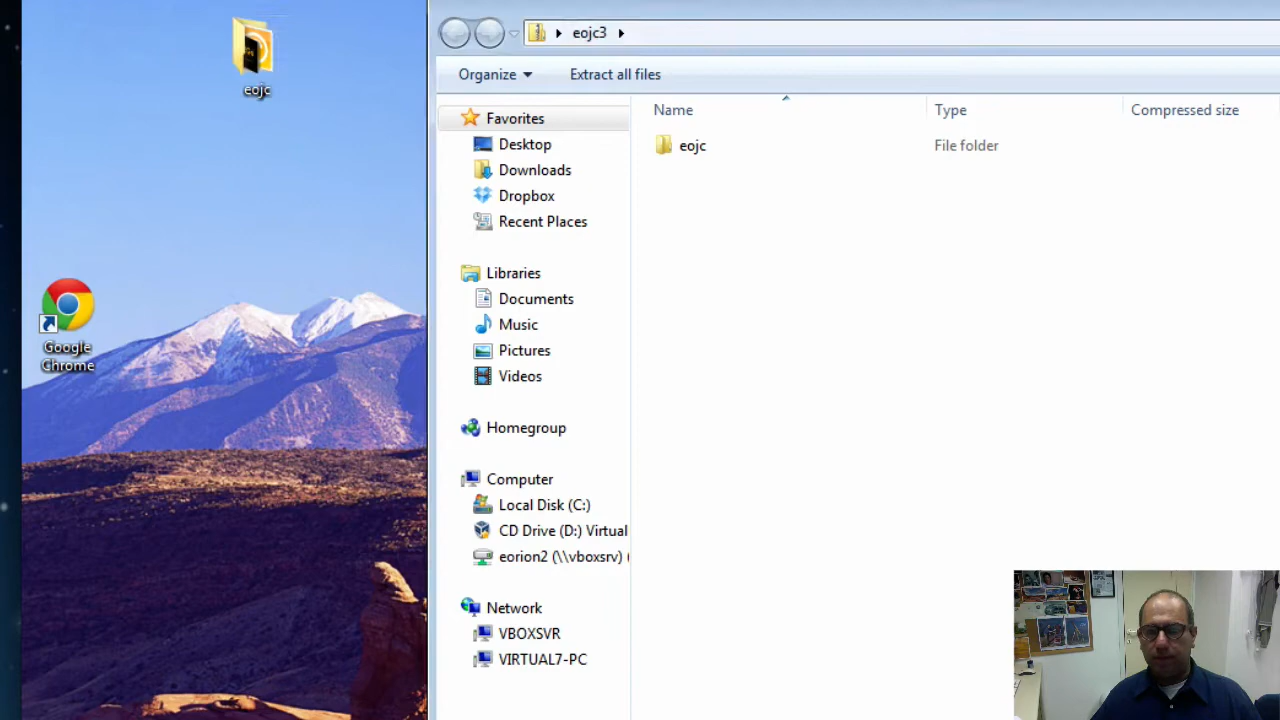 eojc
Google
Chrome
eojc3
Organize
Extract all files
Name
Type
Compressed size
eojc
File folder
Favorites
Desktop
Downloads
Dropbox
Recent Places
Libraries
Documents
Music
Pictures
Videos
Homegroup
Computer
Local Disk (C:)
CD Drive (D:) Virtual
eorion2 (\\vboxsrv) (
Network
VBOXSVR
VIRTUAL7-PC